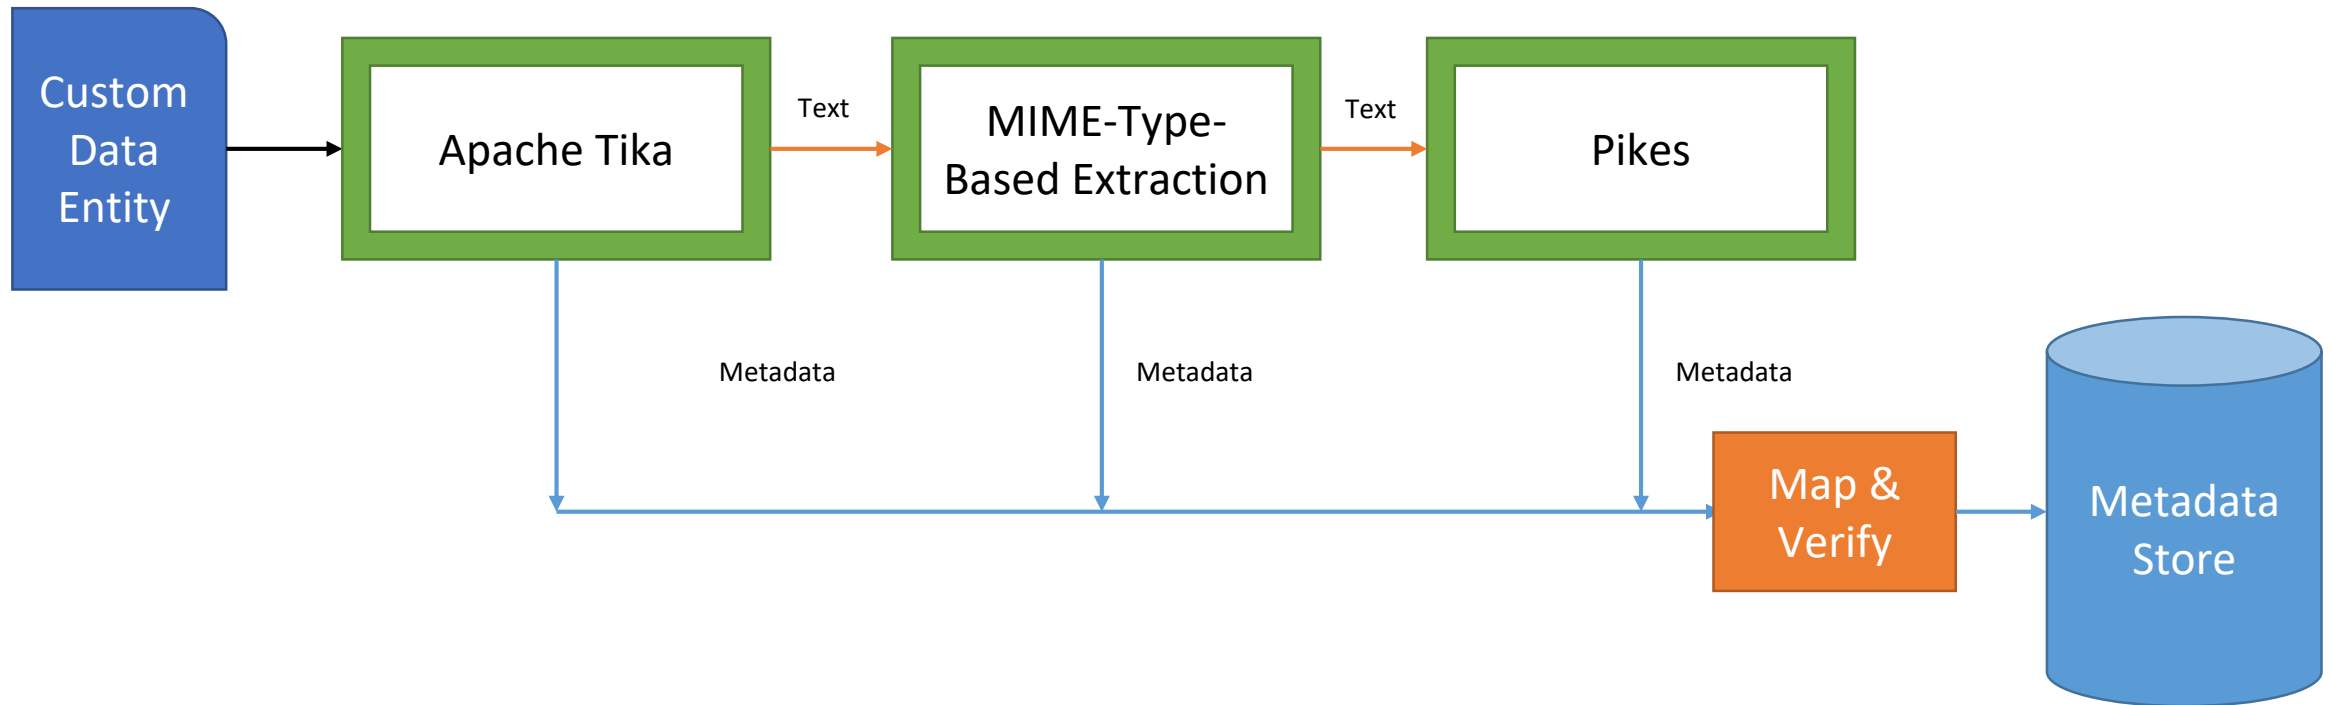 Custom
Data
Entity
Apache Tika
Text
MIME-Type-
Based Extraction
Text
Pikes
Metadata
Metadata
Metadata
Map &
Verify
Metadata
Store